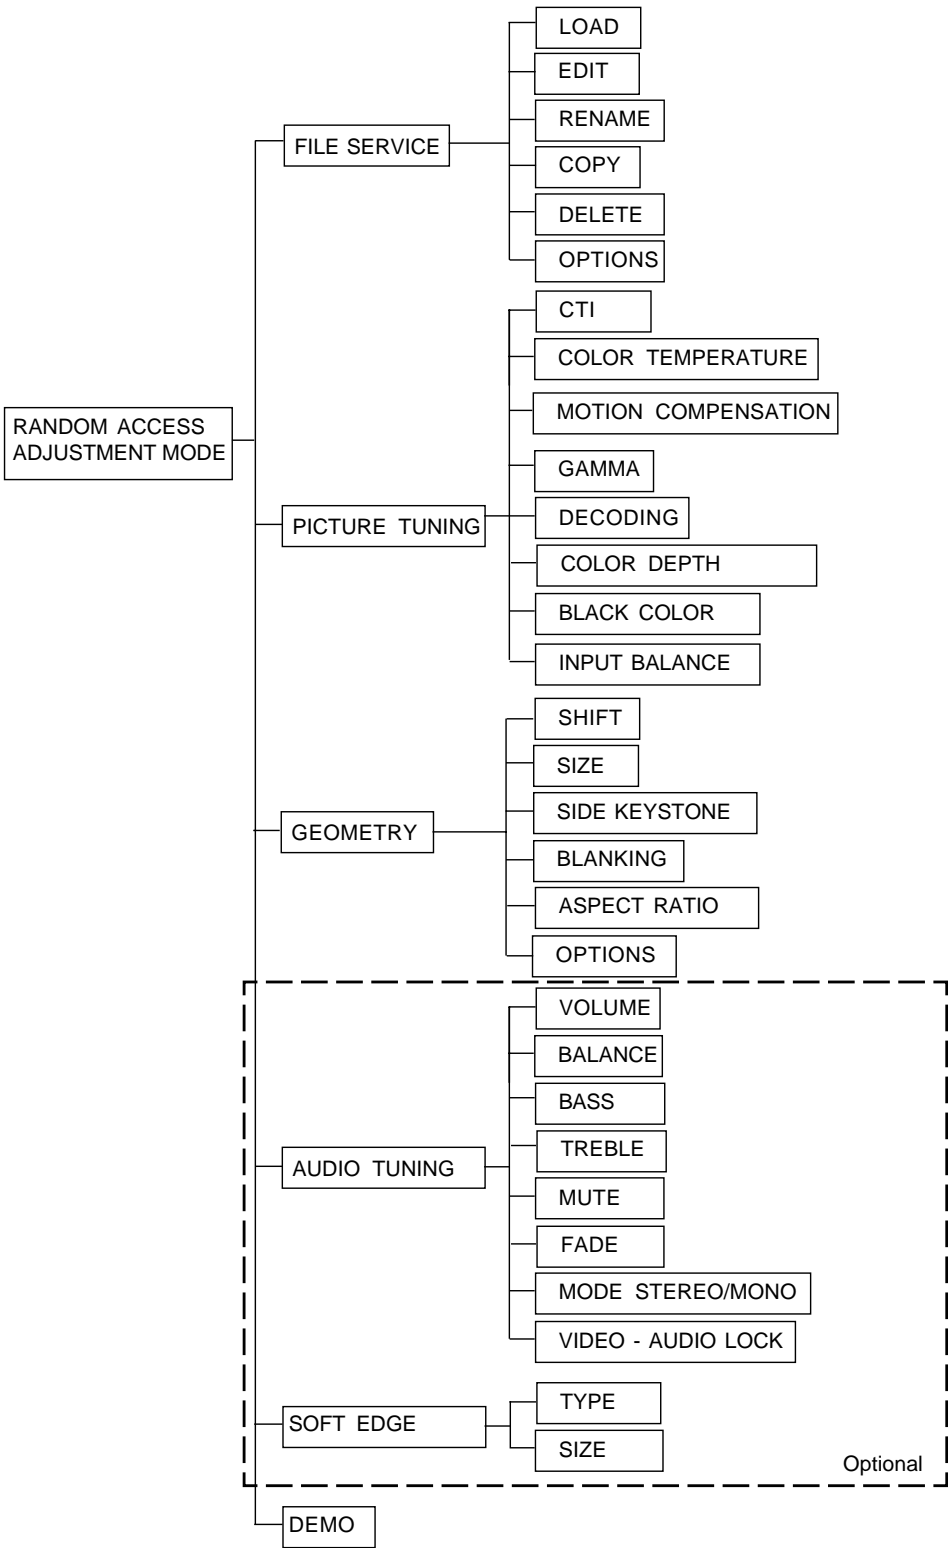 RANDOM ACCESS
ADJUSTMENT MODE
FILE SERVICE
LOAD
EDIT
RENAME
COPY
DELETE
OPTIONS
PICTURE TUNING
CTI
COLOR TEMPERATURE
MOTION COMPENSATION
GAMMA
DECODING
COLOR DEPTH
BLACK COLOR
INPUT BALANCE
GEOMETRY
SHIFT
SIZE
SIDE KEYSTONE
BLANKING
ASPECT RATIO
OPTIONS
AUDIO TUNING
VOLUME
BALANCE
BASS
TREBLE
MUTE
FADE
MODE STEREO/MONO
VIDEO - AUDIO LOCK
SOFT EDGE
TYPE
SIZE
Optional
DEMO